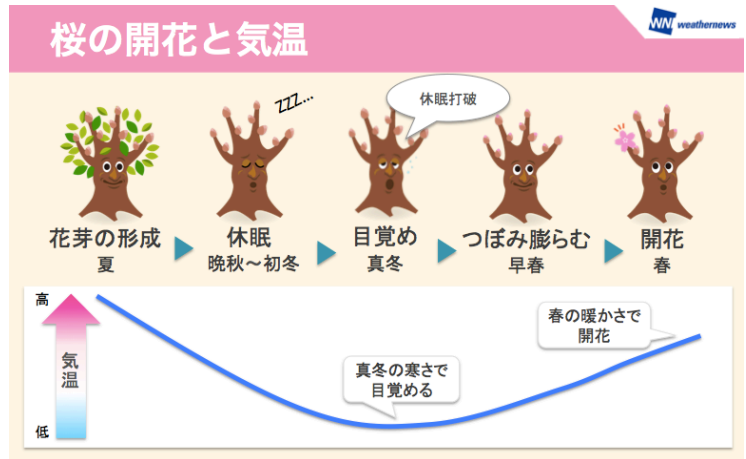 桜の開花と気温
WNI weathernews
zzz...
休眠打破
花芽の形成
夏
休眠
晩秋〜初冬
目覚め
真冬
つぼみ膨らむ
早春
開花
春
高
気温
低
真冬の寒さで
目覚める
春の暖かさで
開花